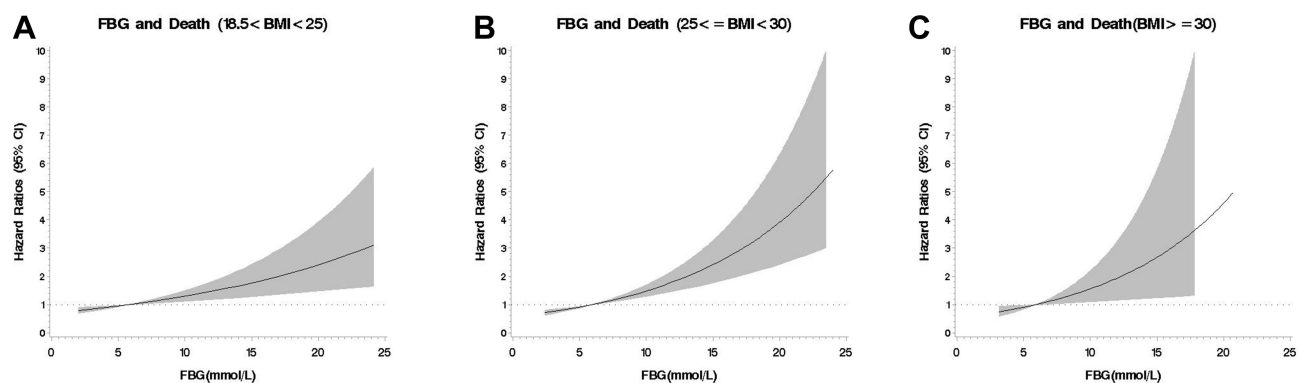 A
FBG and Death (18.5< BMI< 25)
Hazard Ratios (95% CI)
10
9
8
7
6
5
4
3
2
1
0
0 5 10 15 20 25
FBG(mmol/L)
B
FBG and Death (25< = BMI< 30)
Hazard Ratios (95% CI)
10
9
8
7
6
5
4
3
2
1
0
0 5 10 15 20 25
FBG(mmol/L)
C
FBG and Death(BMI> = 30)
Hazard Ratios (95% CI)
10
9
8
7
6
5
4
3
2
1
0
0 5 10 15 20 25
FBG(mmol/L)